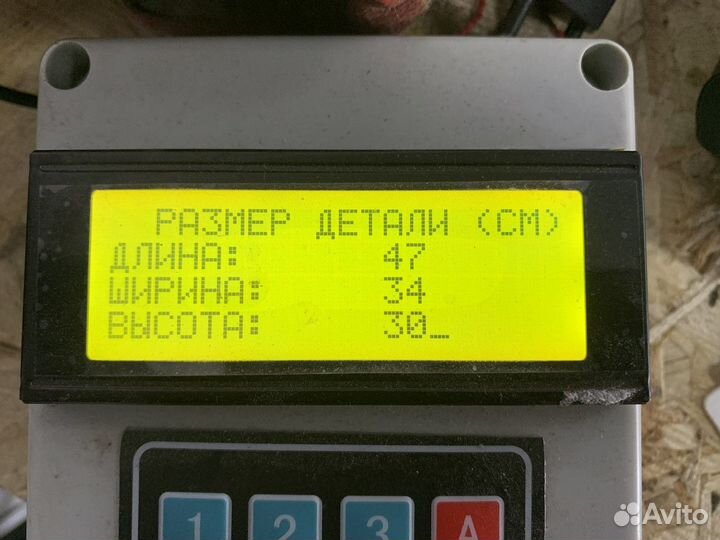 РАЗМЕР ДЕТАЛИ (СМ)
ДЛИНА: 47
ШИРИНА: 34
ВЫСОТА: 30_
1 2 3 A
Avito